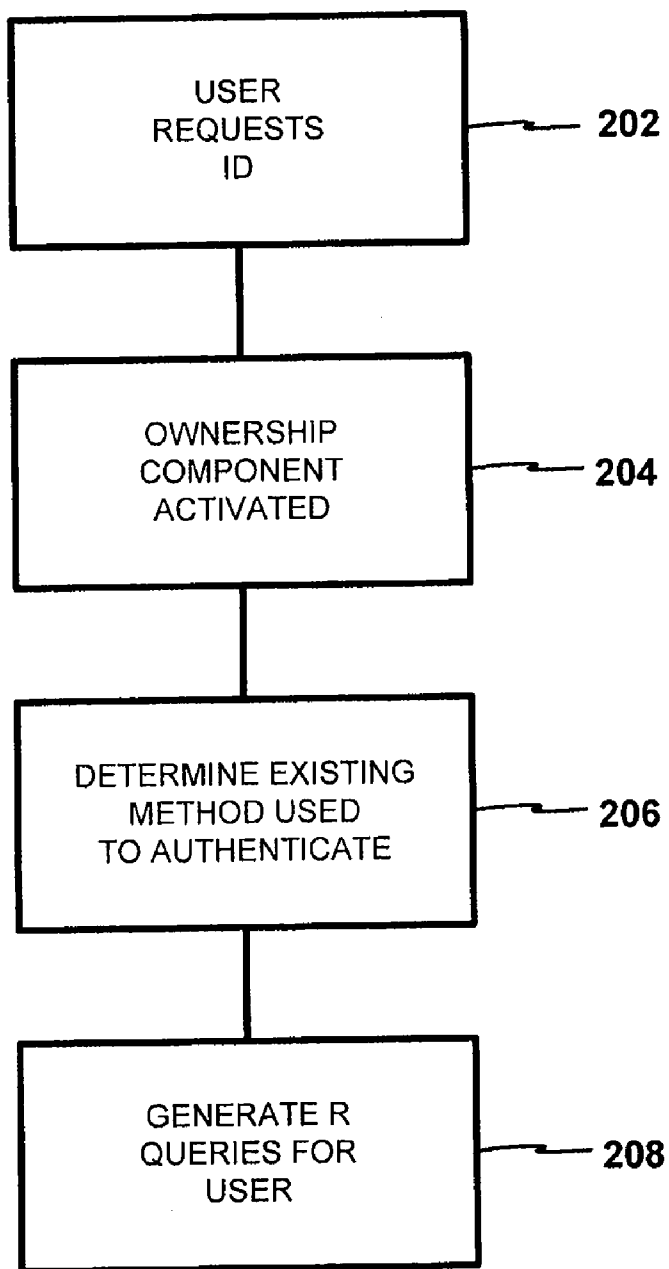 USER
REQUESTS
ID
202
OWNERSHIP
COMPONENT
ACTIVATED
204
DETERMINE EXISTING
METHOD USED
TO AUTHENTICATE
206
GENERATE R
QUERIES FOR
USER
208